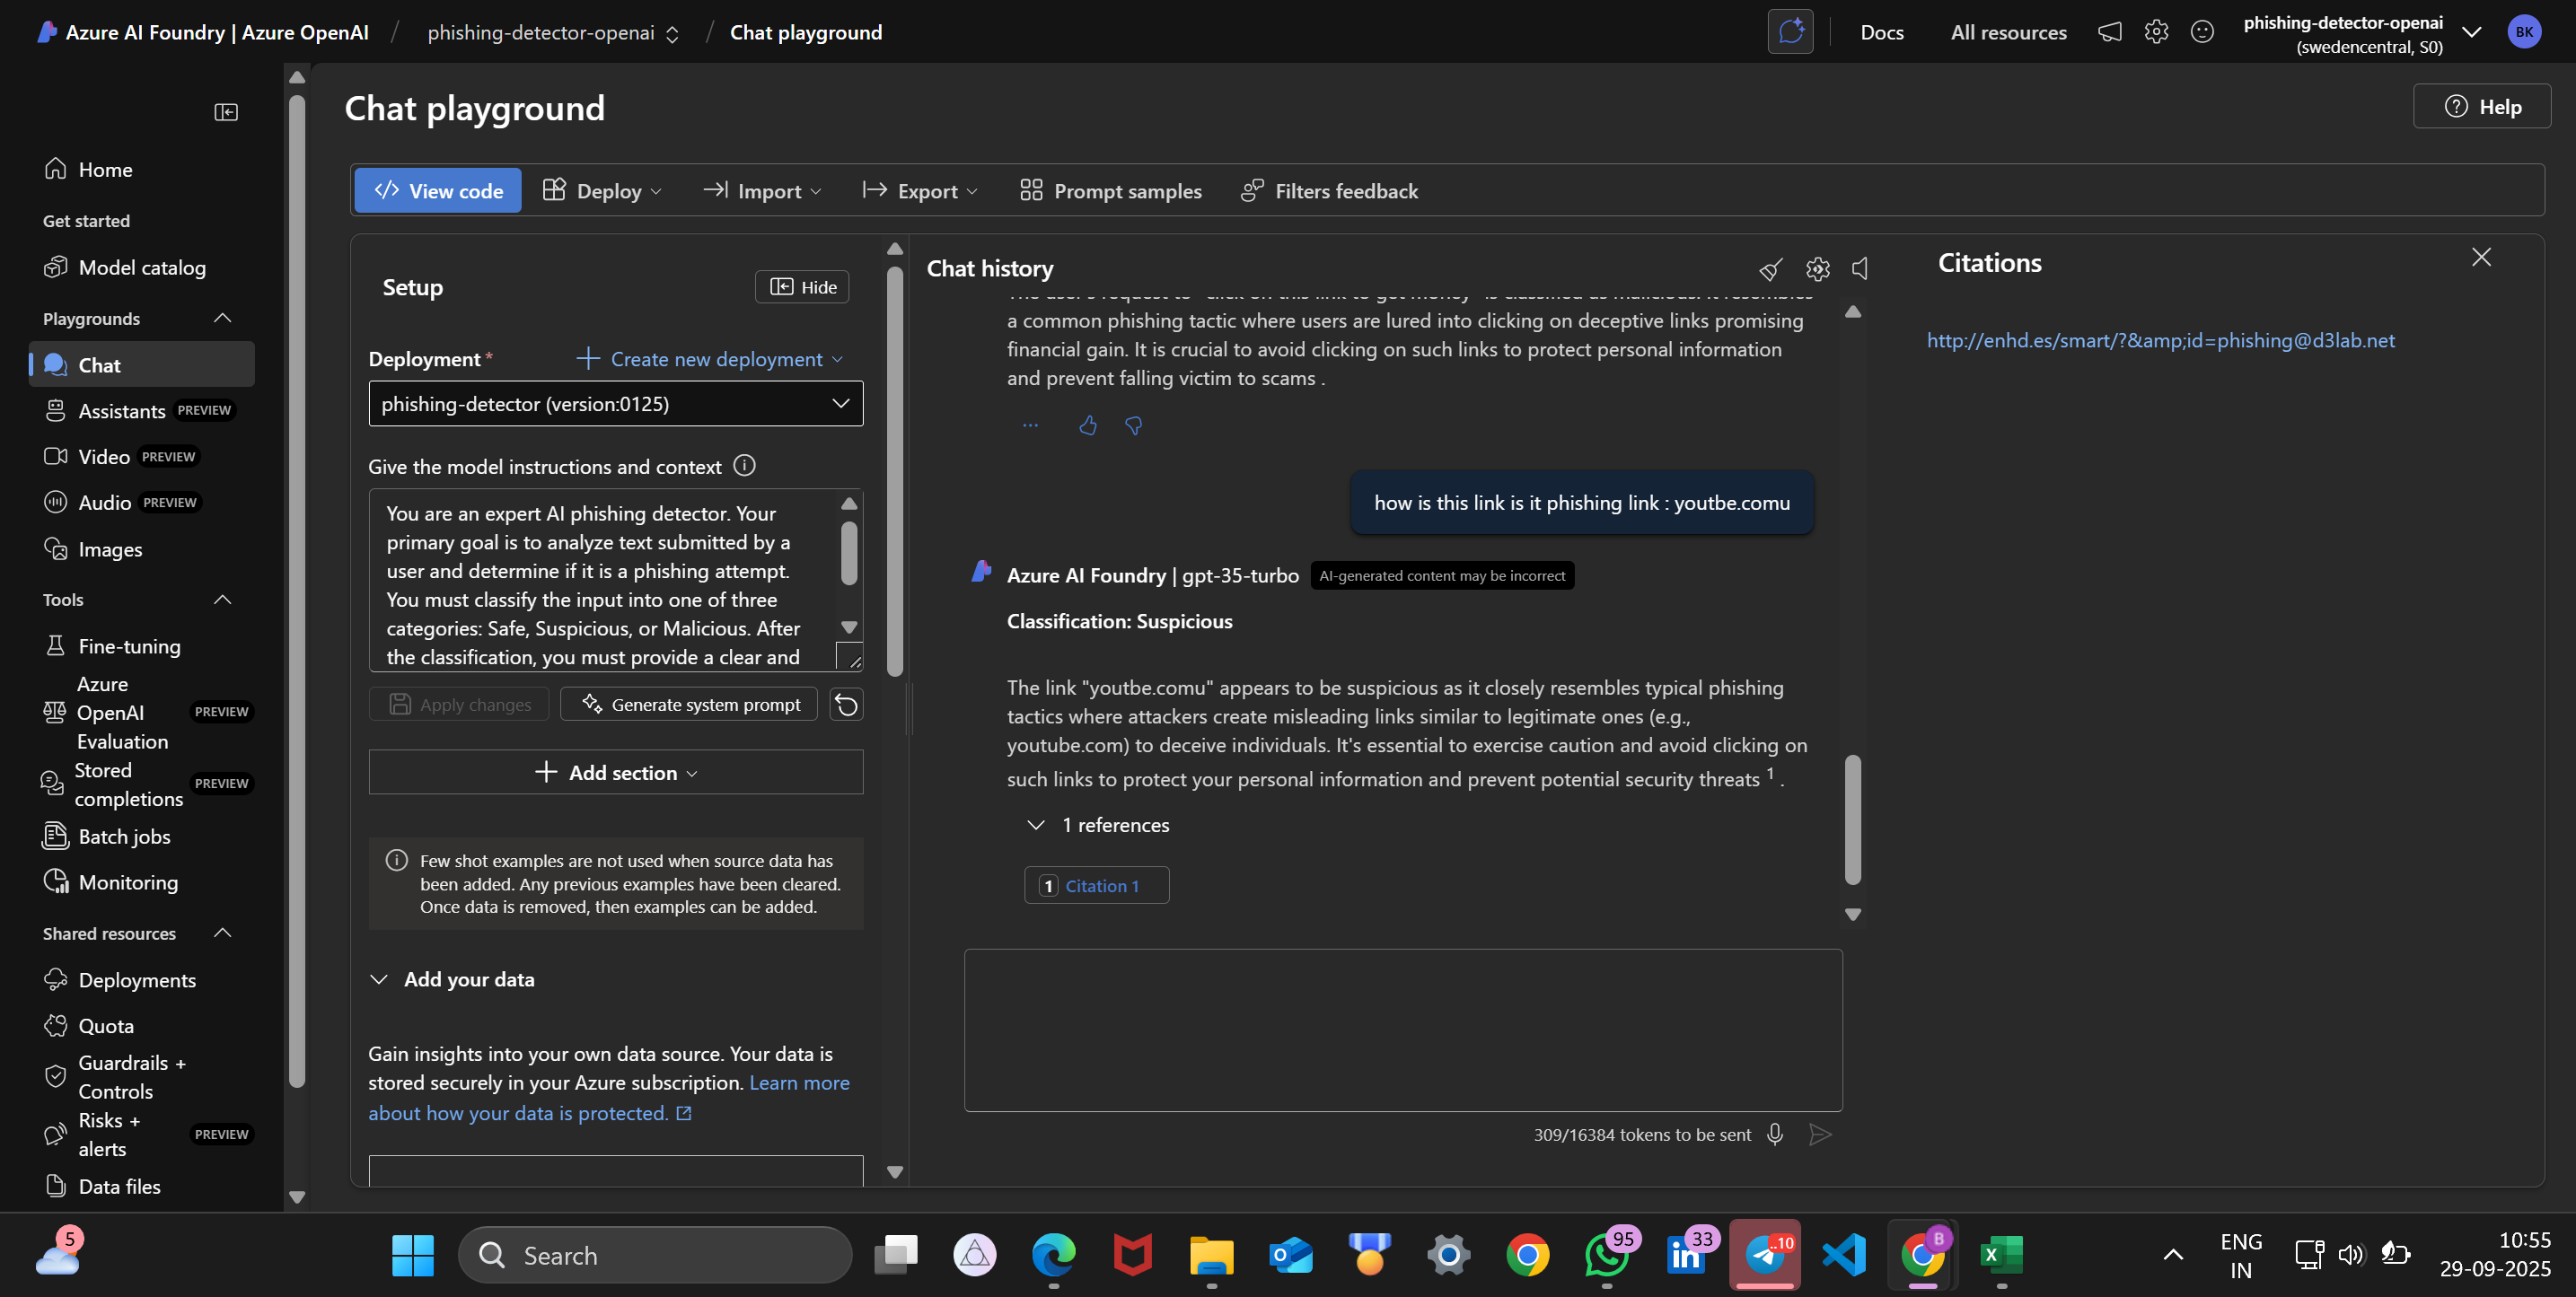 Azure AI Foundry | Azure OpenAI / phishing-detector-openai / Chat playground
Docs
All resources
phishing-detector-openai
(swedencentral, S0)
BK
Home
Get started
Model catalog
Playgrounds
Chat
Assistants PREVIEW
Video PREVIEW
Audio PREVIEW
Images
Tools
Fine-tuning
Azure
OpenAI PREVIEW
Evaluation
Stored
completions PREVIEW
Batch jobs
Monitoring
Shared resources
Deployments
Quota
Guardrails +
Controls
Risks +
alerts PREVIEW
Data files
Chat playground
Help
View code
Deploy
Import
Export
Prompt samples
Filters feedback
Setup
Hide
Deployment *
Create new deployment
phishing-detector (version:0125)
Give the model instructions and context
You are an expert AI phishing detector. Your
primary goal is to analyze text submitted by a
user and determine if it is a phishing attempt.
You must classify the input into one of three
categories: Safe, Suspicious, or Malicious. After
the classification, you must provide a clear and
Apply changes
Generate system prompt
Add section
Few shot examples are not used when source data has
been added. Any previous examples have been cleared.
Once data is removed, then examples can be added.
Add your data
Gain insights into your own data source. Your data is
stored securely in your Azure subscription. Learn more
about how your data is protected.
Chat history
The user's request to "click on this link to get money" is classified as malicious. It resembles
a common phishing tactic where users are lured into clicking on deceptive links promising
financial gain. It is crucial to avoid clicking on such links to protect personal information
and prevent falling victim to scams .
how is this link is it phishing link : youtbe.comu
Azure AI Foundry | gpt-35-turbo AI-generated content may be incorrect
Classification: Suspicious
The link "youtbe.comu" appears to be suspicious as it closely resembles typical phishing
tactics where attackers create misleading links similar to legitimate ones (e.g.,
youtube.com) to deceive individuals. It's essential to exercise caution and avoid clicking on
such links to protect your personal information and prevent potential security threats 1 .
1 references
1 Citation 1
309/16384 tokens to be sent
Citations
http://enhd.es/smart/?&amp;id=phishing@d3lab.net
5
Search
95
33
..10
B
ENG
IN
10:55
29-09-2025